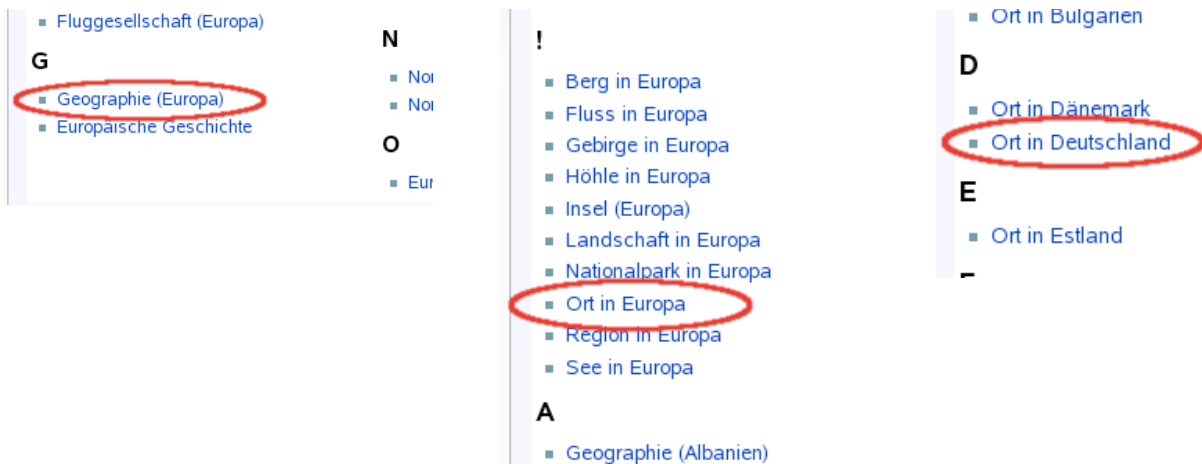 Fluggesellschaft (Europa)
G
Geographie (Europa)
Europäische Geschichte
N
O
!
Berg in Europa
Fluss in Europa
Gebirge in Europa
Höhle in Europa
Insel (Europa)
Landschaft in Europa
Nationalpark in Europa
Ort in Europa
Region in Europa
See in Europa
A
Geographie (Albanien)
Ort in Bulgarien
D
Ort in Dänemark
Ort in Deutschland
E
Ort in Estland